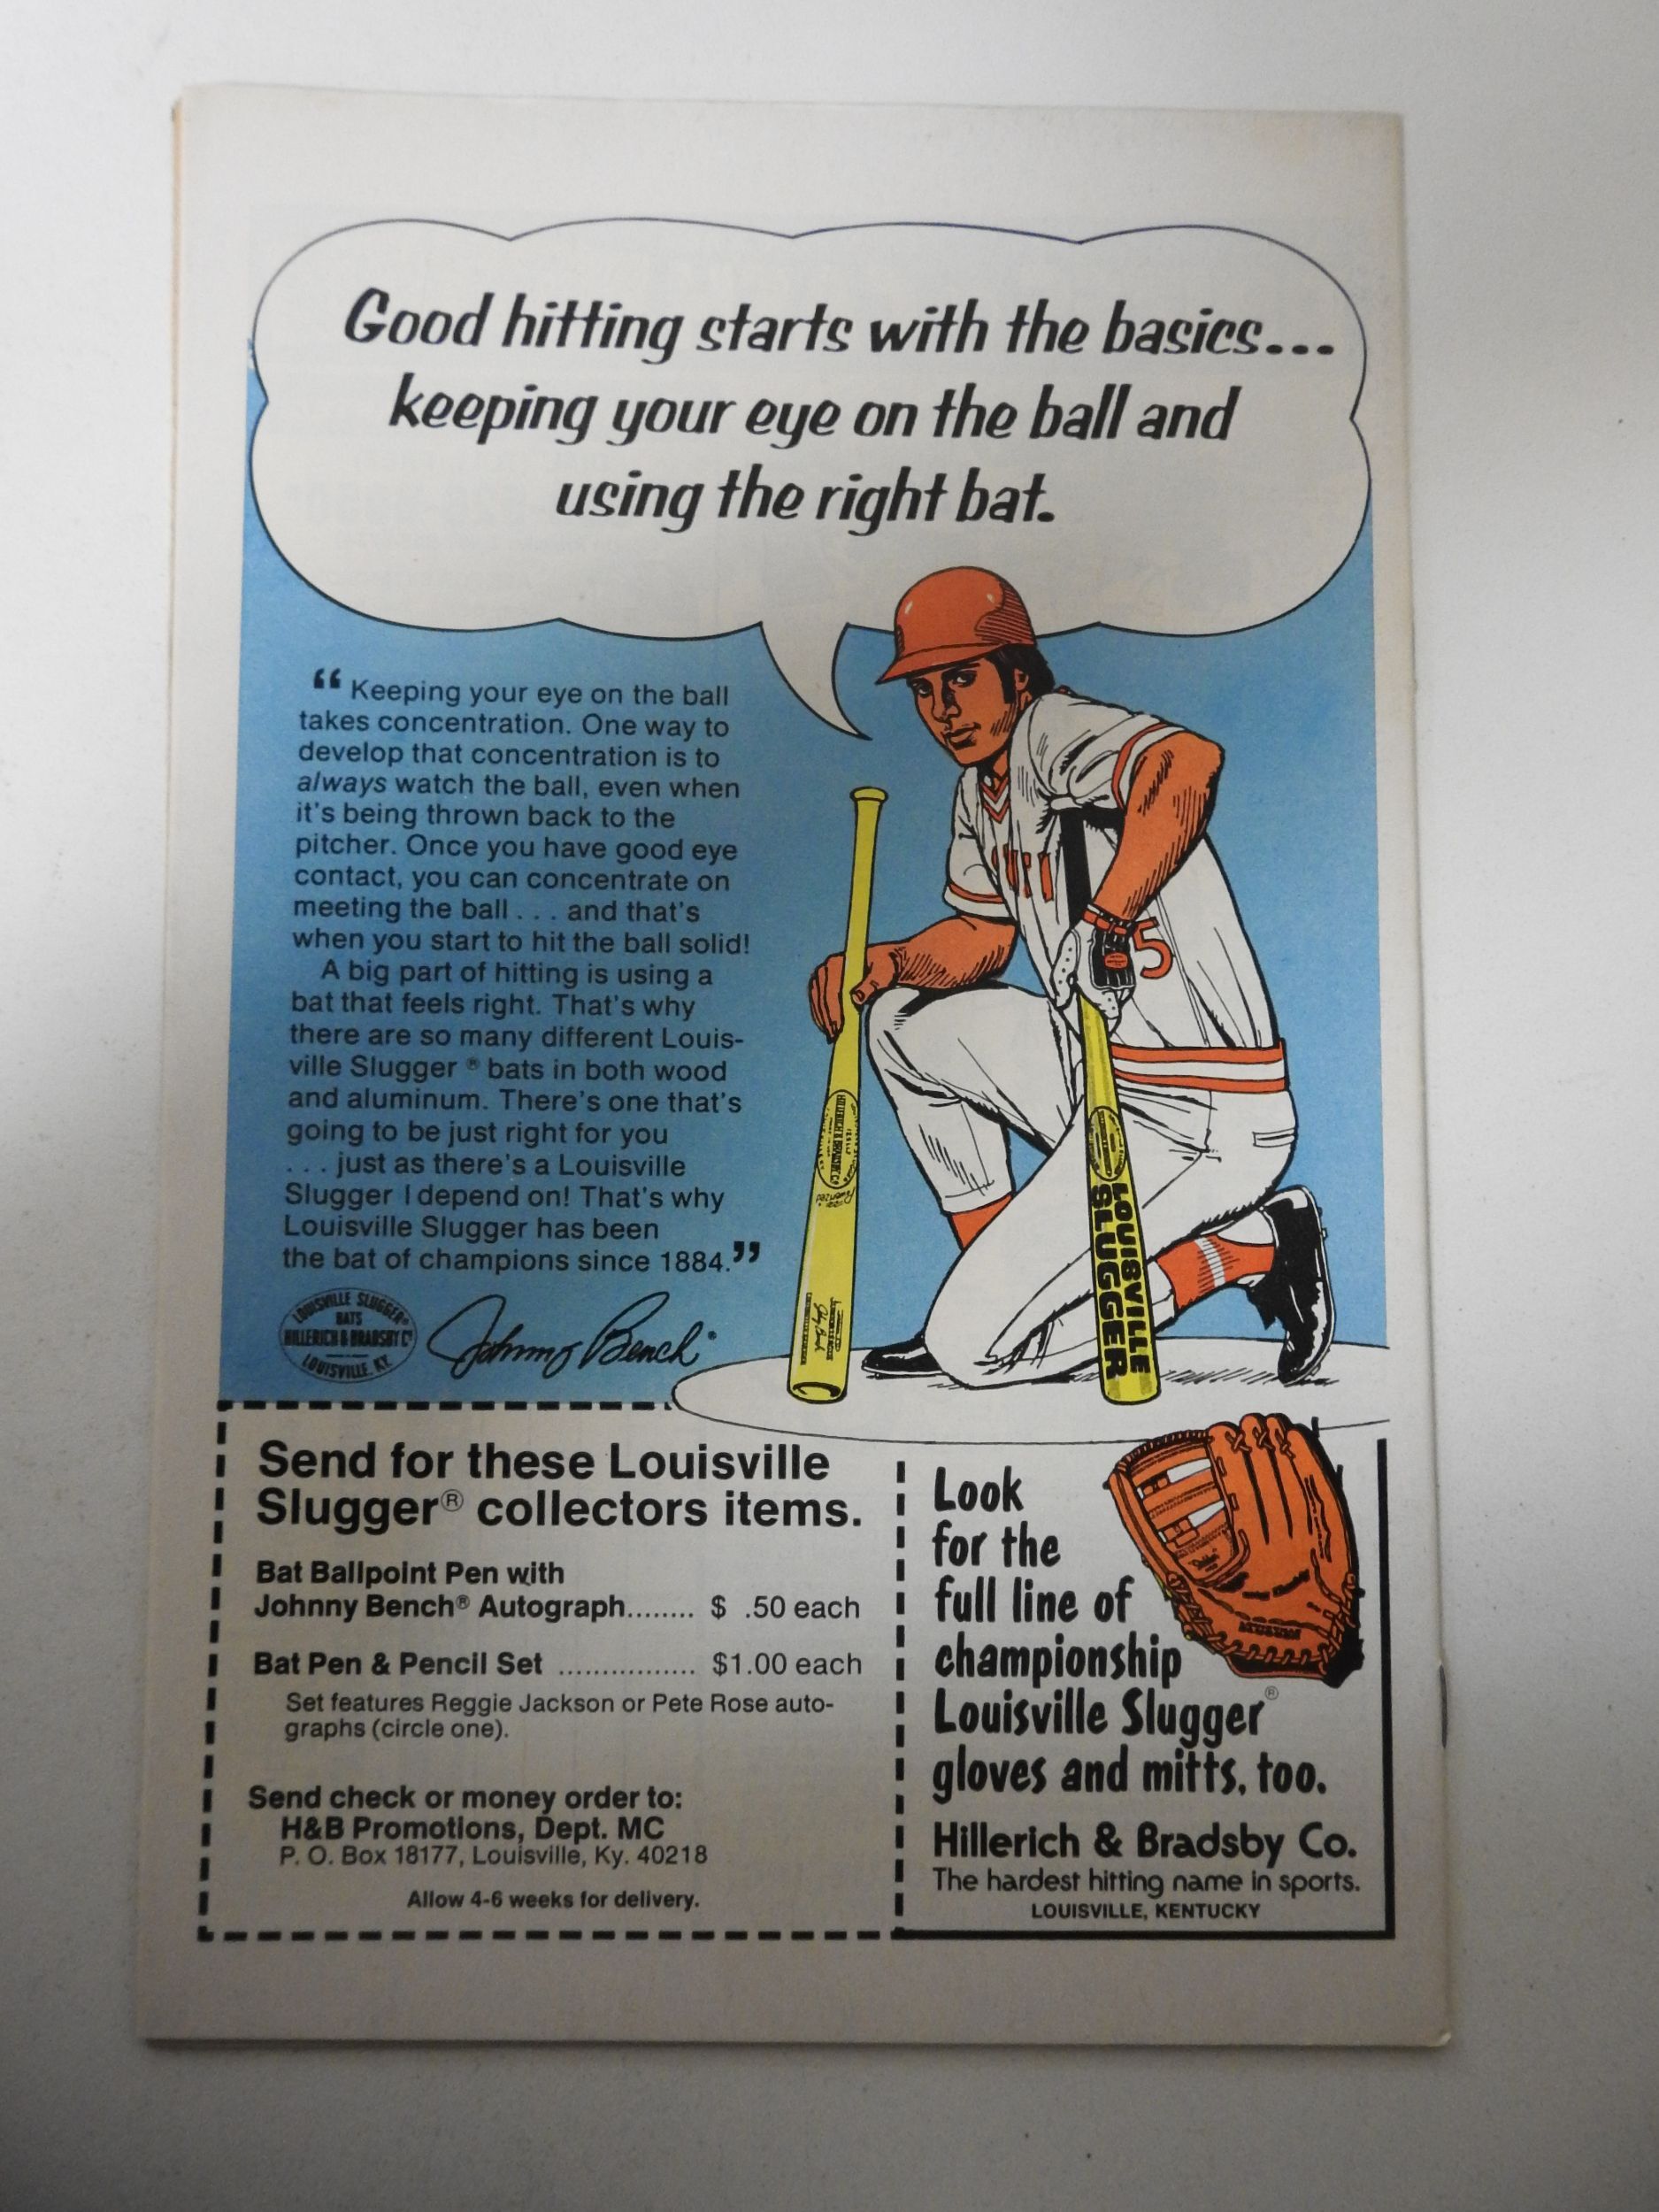 Good hitting starts with the basics...
keeping your eye on the ball and
using the right bat.
“ Keeping your eye on the ball
takes concentration. One way to
develop that concentration is to
always watch the ball, even when
it's being thrown back to the
pitcher. Once you have good eye
contact, you can concentrate on
meeting the ball . . . and that's
when you start to hit the ball solid!
A big part of hitting is using a
bat that feels right. That's why
there are so many different Louis-
ville Slugger ® bats in both wood
and aluminum. There's one that's
going to be just right for you
. . . just as there's a Louisville
Slugger I depend on! That's why
Louisville Slugger has been
the bat of champions since 1884.”
LOUISVILLE SLUGGER®
BATS
HILLERICH & BRADSBY Cº
LOUISVILLE, KY.
Johnny Bench®
5
LOUISVILLE
SLUGGER
Send for these Louisville
Slugger® collectors items.
Bat Ballpoint Pen with
Johnny Bench® Autograph........ $ .50 each
Bat Pen & Pencil Set ................ $1.00 each
Set features Reggie Jackson or Pete Rose auto-
graphs (circle one).
Send check or money order to:
H&B Promotions, Dept. MC
P. O. Box 18177, Louisville, Ky. 40218
Allow 4-6 weeks for delivery.
Look
for the
full line of
championship
Louisville Slugger®
gloves and mitts, too.
Hillerich & Bradsby Co.
The hardest hitting name in sports.
LOUISVILLE, KENTUCKY